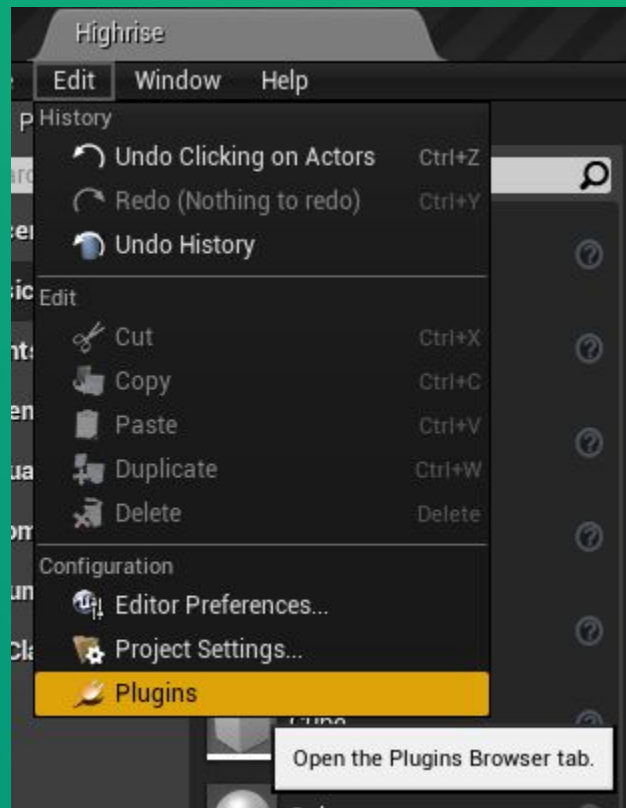 Highrise
Edit Window Help
History
Undo Clicking on Actors Ctrl+Z
Redo (Nothing to redo) Ctrl+Y
Undo History
Edit
Cut Ctrl+X
Copy Ctrl+C
Paste Ctrl+V
Duplicate Ctrl+W
Delete Delete
Configuration
Editor Preferences...
Project Settings...
Plugins
Cube
Open the Plugins Browser tab.